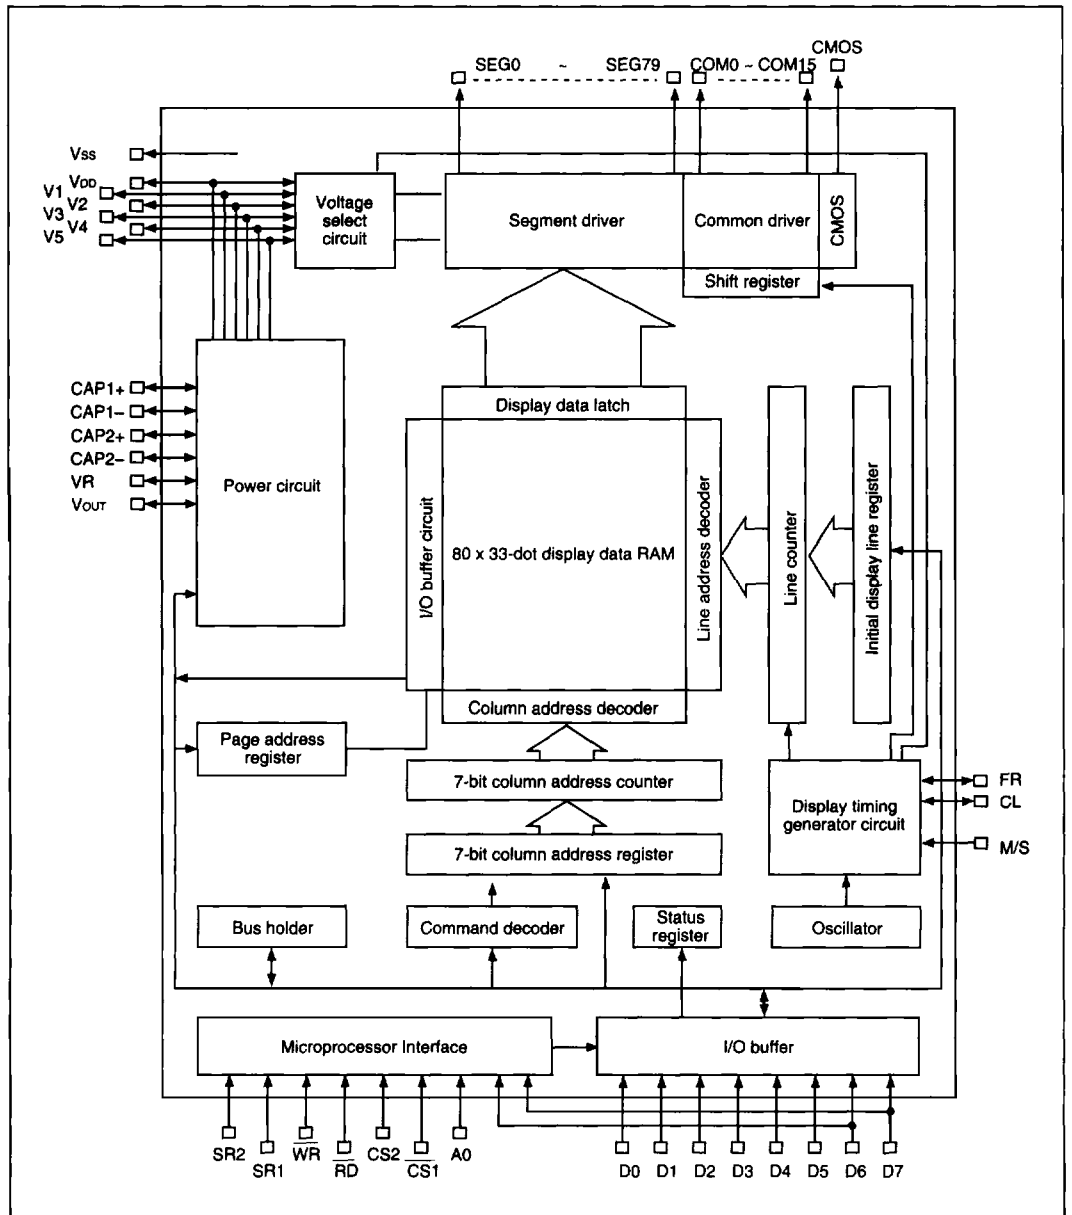 CMOS
SEG0 ~ SEG79 COM0 ~ COM15
VSS
VDD
V1
V2
V3
V4
V5
Voltage
select
circuit
Segment driver
Common driver
CMOS
Shift register
CAP1+
CAP1−
CAP2+
CAP2−
VR
VOUT
Power circuit
Display data latch
I/O buffer circuit
80 x 33-dot display data RAM
Line address decoder
Line counter
Initial display line register
Column address decoder
Page address
register
7-bit column address counter
7-bit column address register
Display timing
generator circuit
FR
CL
M/S
Bus holder
Command decoder
Status
register
Oscillator
Microprocessor Interface
I/O buffer
SR2
SR1
W̅R̅
R̅D̅
CS2
C̅S̅1̅
A0
D0
D1
D2
D3
D4
D5
D6
D7